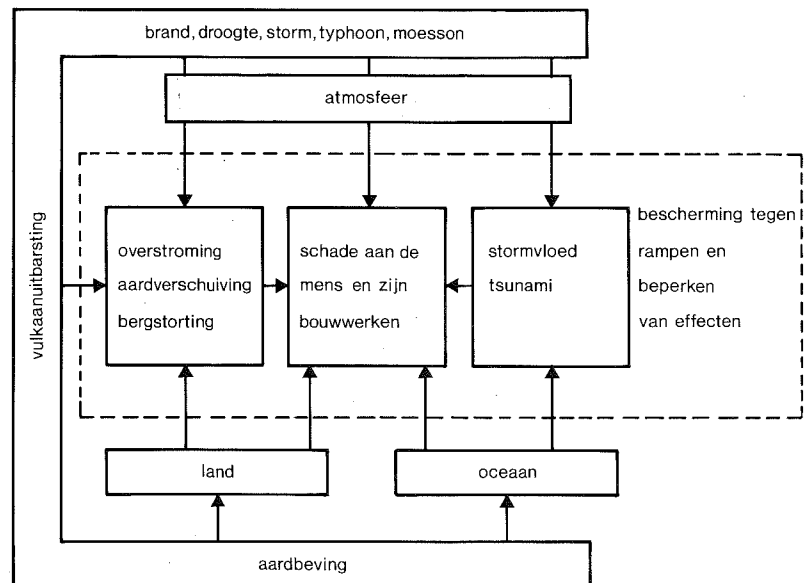 brand, droogte, storm, typhoon, moesson
atmosfeer
vulkaanuitbarsting
overstroming
aardverschuiving
bergstorting
schade aan de
mens en zijn
bouwwerken
stormvloed
tsunami
bescherming tegen
rampen en
beperken
van effecten
land
oceaan
aardbeving